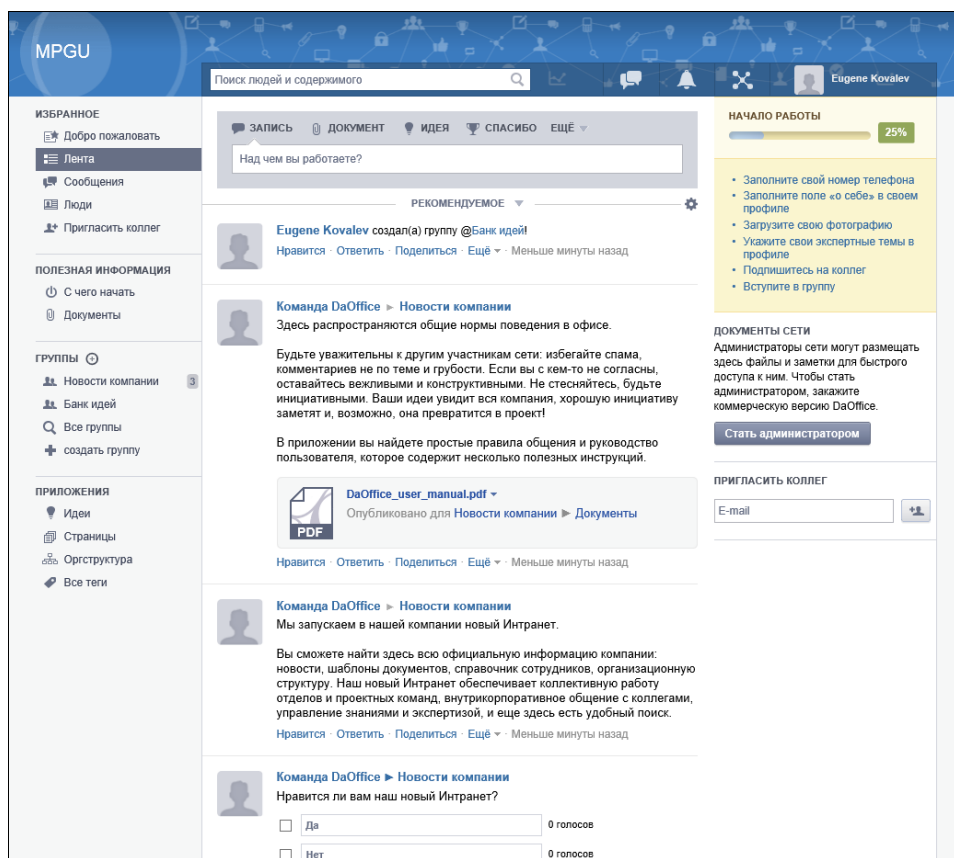 MPGU
Поиск людей и содержимого
Eugene Kovalev
ИЗБРАННОЕ
Добро пожаловать
Лента
Сообщения
Люди
Пригласить коллег
ПОЛЕЗНАЯ ИНФОРМАЦИЯ
С чего начать
Документы
ГРУППЫ
Новости компании 3
Банк идей
Все группы
создать группу
ПРИЛОЖЕНИЯ
Идеи
Страницы
Оргструктура
Все теги
ЗАПИСЬ ДОКУМЕНТ ИДЕЯ СПАСИБО ЕЩЁ
Над чем вы работаете?
РЕКОМЕНДУЕМОЕ
Eugene Kovalev создал(а) группу @Банк идей!
Нравится · Ответить · Поделиться · Ещё · Меньше минуты назад
Команда DaOffice ► Новости компании
Здесь распространяются общие нормы поведения в офисе.
Будьте уважительны к другим участникам сети: избегайте спама,
комментариев не по теме и грубости. Если вы с кем-то не согласны,
оставайтесь вежливыми и конструктивными. Не стесняйтесь, будьте
инициативными. Ваши идеи увидит вся компания, хорошую инициативу
заметят и, возможно, она превратится в проект!
В приложении вы найдете простые правила общения и руководство
пользователя, которое содержит несколько полезных инструкций.
PDF
DaOffice_user_manual.pdf
Опубликовано для Новости компании ► Документы
Нравится · Ответить · Поделиться · Ещё · Меньше минуты назад
Команда DaOffice ► Новости компании
Мы запускаем в нашей компании новый Интранет.
Вы сможете найти здесь всю официальную информацию компании:
новости, шаблоны документов, справочник сотрудников, организационную
структуру. Наш новый Интранет обеспечивает коллективную работу
отделов и проектных команд, внутрикорпоративное общение с коллегами,
управление знаниями и экспертизой, и еще здесь есть удобный поиск.
Нравится · Ответить · Поделиться · Ещё · Меньше минуты назад
Команда DaOffice ► Новости компании
Нравится ли вам наш новый Интранет?
Да 0 голосов
Нет 0 голосов
НАЧАЛО РАБОТЫ
25%
• Заполните свой номер телефона
• Заполните поле «о себе» в своем
профиле
• Загрузите свою фотографию
• Укажите свои экспертные темы в
профиле
• Подпишитесь на коллег
• Вступите в группу
ДОКУМЕНТЫ СЕТИ
Администраторы сети могут размещать
здесь файлы и заметки для быстрого
доступа к ним. Чтобы стать
администратором, закажите
коммерческую версию DaOffice.
Стать администратором
ПРИГЛАСИТЬ КОЛЛЕГ
E-mail